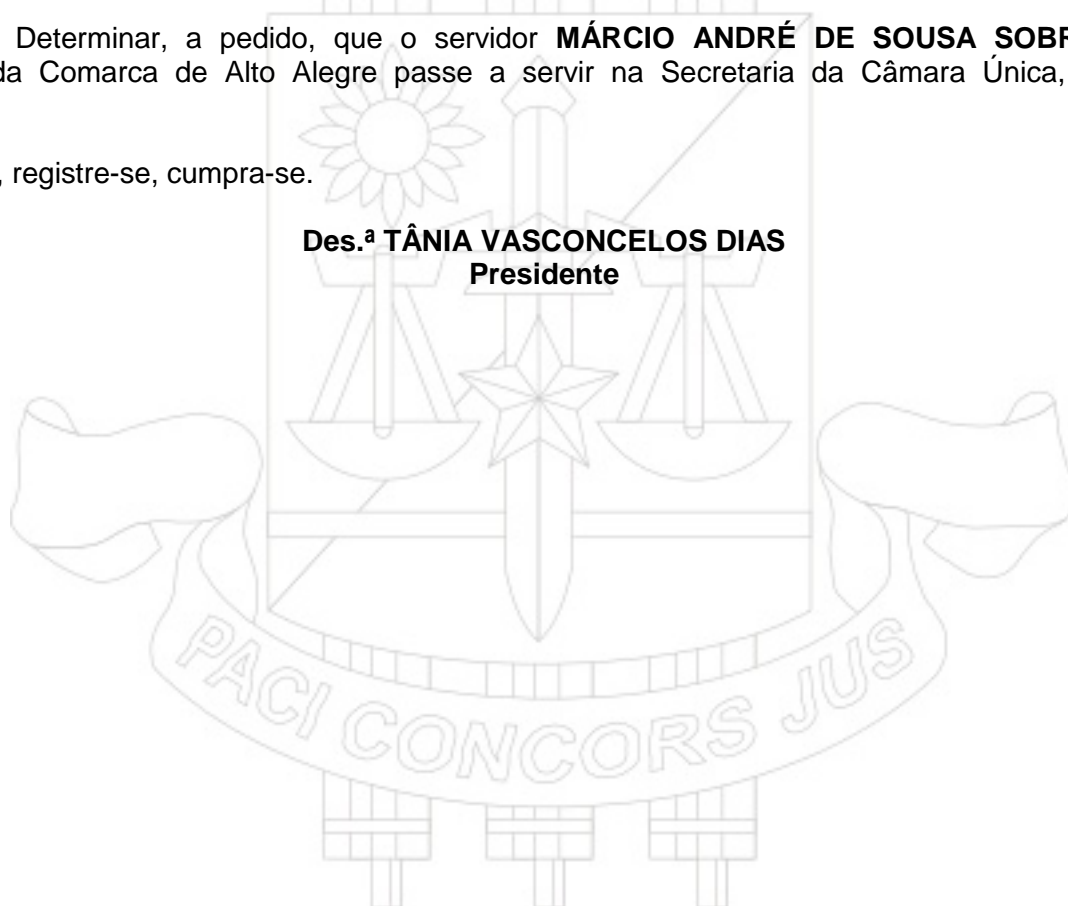 Determinar, a pedido, que o servidor MÁRCIO ANDRÉ DE SOUSA
da Comarca de Alto Alegre passe a servir na Secretaria da Câmara Única,
, registre-se, cumpra-se.
Des.ª TÂNIA VASCONCELOS DIAS
Presidente
PACI CONCORS JUS